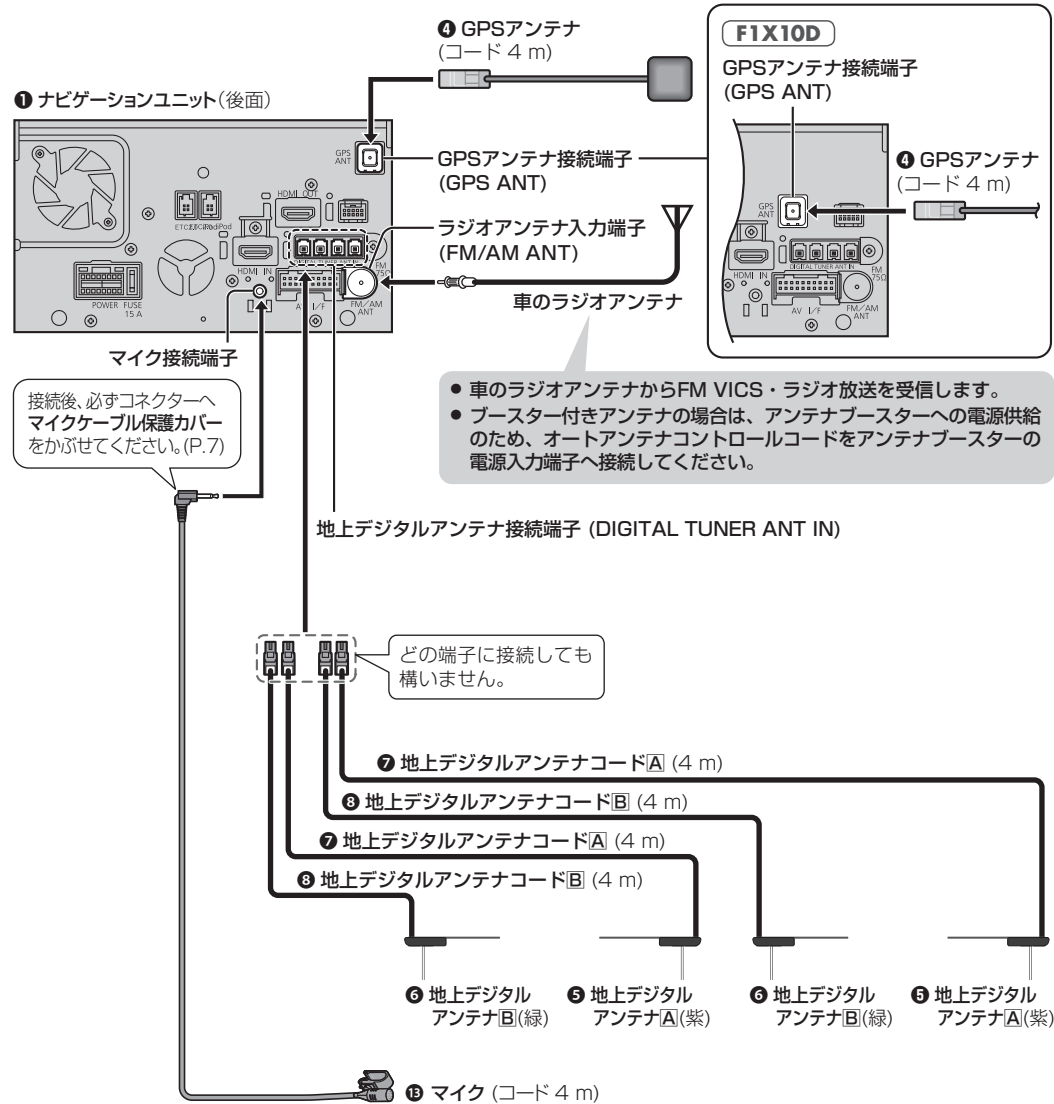 ❹ GPSアンテナ
(コード 4 m)
❶ ナビゲーションユニット(後面)
GPS
ANT
HDMI OUT
DIGITAL TUNER ANT IN
HDMI IN
FM
75Ω
POWER FUSE
15 A
AV I/F
FM/AM
ANT
GPSアンテナ接続端子
(GPS ANT)
ラジオアンテナ入力端子
(FM/AM ANT)
車のラジオアンテナ
マイク接続端子
F1X10D
GPSアンテナ接続端子
(GPS ANT)
❹ GPSアンテナ
(コード 4 m)
GPS
ANT
DIGITAL TUNER ANT IN
HDMI IN
FM
75Ω
AV I/F
FM/AM
ANT
● 車のラジオアンテナからFM VICS・ラジオ放送を受信します。
● ブースター付きアンテナの場合は、アンテナブースターへの電源供給
のため、オートアンテナコントロールコードをアンテナブースターの
電源入力端子へ接続してください。
接続後、必ずコネクターへ
マイクケーブル保護カバー
をかぶせてください。(P.7)
地上デジタルアンテナ接続端子 (DIGITAL TUNER ANT IN)
どの端子に接続しても
構いません。
❼ 地上デジタルアンテナコードA (4 m)
❽ 地上デジタルアンテナコードB (4 m)
❼ 地上デジタルアンテナコードA (4 m)
❽ 地上デジタルアンテナコードB (4 m)
❻ 地上デジタル
アンテナB(緑)
❺ 地上デジタル
アンテナA(紫)
❻ 地上デジタル
アンテナB(緑)
❺ 地上デジタル
アンテナA(紫)
⓭ マイク (コード 4 m)